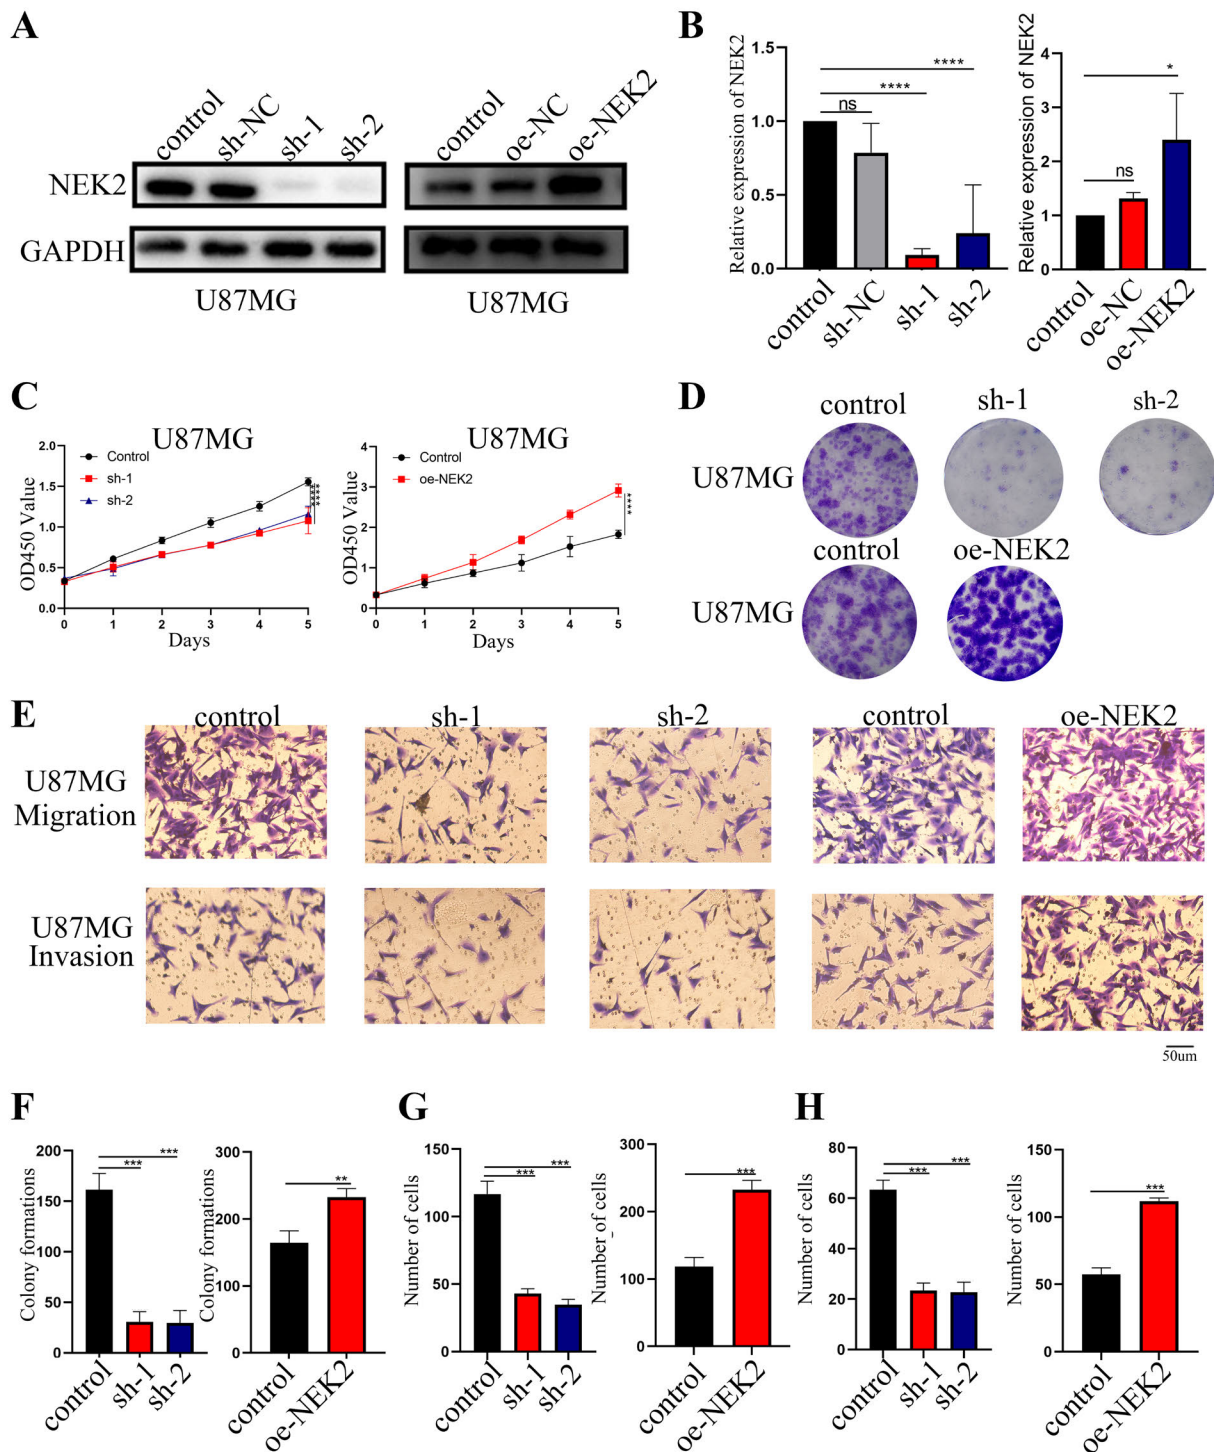 A
control
sh-NC
sh-1
sh-2
control
oe-NC
oe-NEK2
NEK2
GAPDH
U87MG
U87MG
B
Relative expression of NEK2
1.5
1.0
0.5
0.0
****
****
ns
control
sh-NC
sh-1
sh-2
Relative expression of NEK2
4
3
2
1
0
*
ns
control
oe-NC
oe-NEK2
C
U87MG
OD450 Value
2.0
1.5
1.0
0.5
0.0
Control
sh-1
sh-2
****
****
0 1 2 3 4 5
Days
U87MG
OD450 Value
4
3
2
1
0
Control
oe-NEK2
****
0 1 2 3 4 5
Days
D
control
sh-1
sh-2
U87MG
control
oe-NEK2
U87MG
E
control
sh-1
sh-2
control
oe-NEK2
U87MG
Migration
U87MG
Invasion
50um
F
Colony formations
200
150
100
50
0
***
***
control
sh-1
sh-2
Colony formations
300
200
100
0
**
control
oe-NEK2
G
Number of cells
150
100
50
0
***
***
control
sh-1
sh-2
Number of cells
300
200
100
0
***
control
oe-NEK2
H
Number of cells
80
60
40
20
0
***
***
control
sh-1
sh-2
Number of cells
150
100
50
0
***
control
oe-NEK2